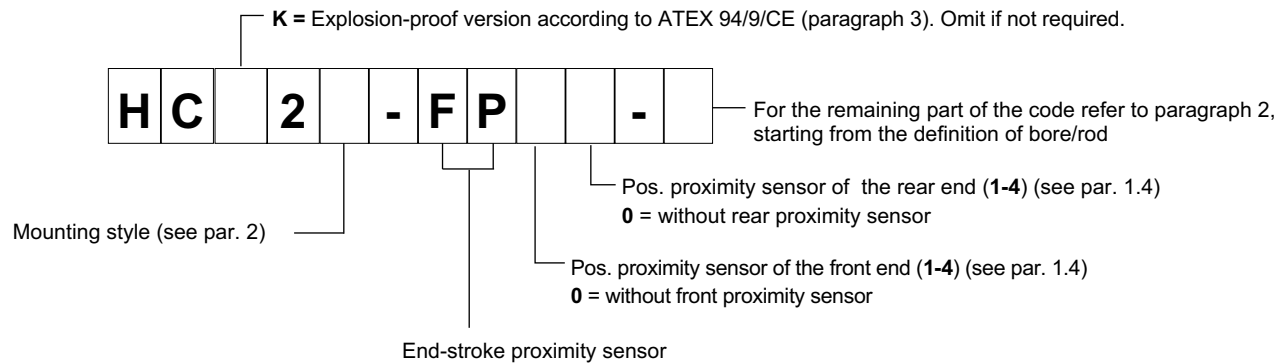 K = Explosion-proof version according to ATEX 94/9/CE (paragraph 3). Omit if not required.
H C 2 - F P -
For the remaining part of the code refer to paragraph 2,
starting from the definition of bore/rod
Pos. proximity sensor of the rear end (1-4) (see par. 1.4)
0 = without rear proximity sensor
Mounting style (see par. 2)
Pos. proximity sensor of the front end (1-4) (see par. 1.4)
0 = without front proximity sensor
End-stroke proximity sensor